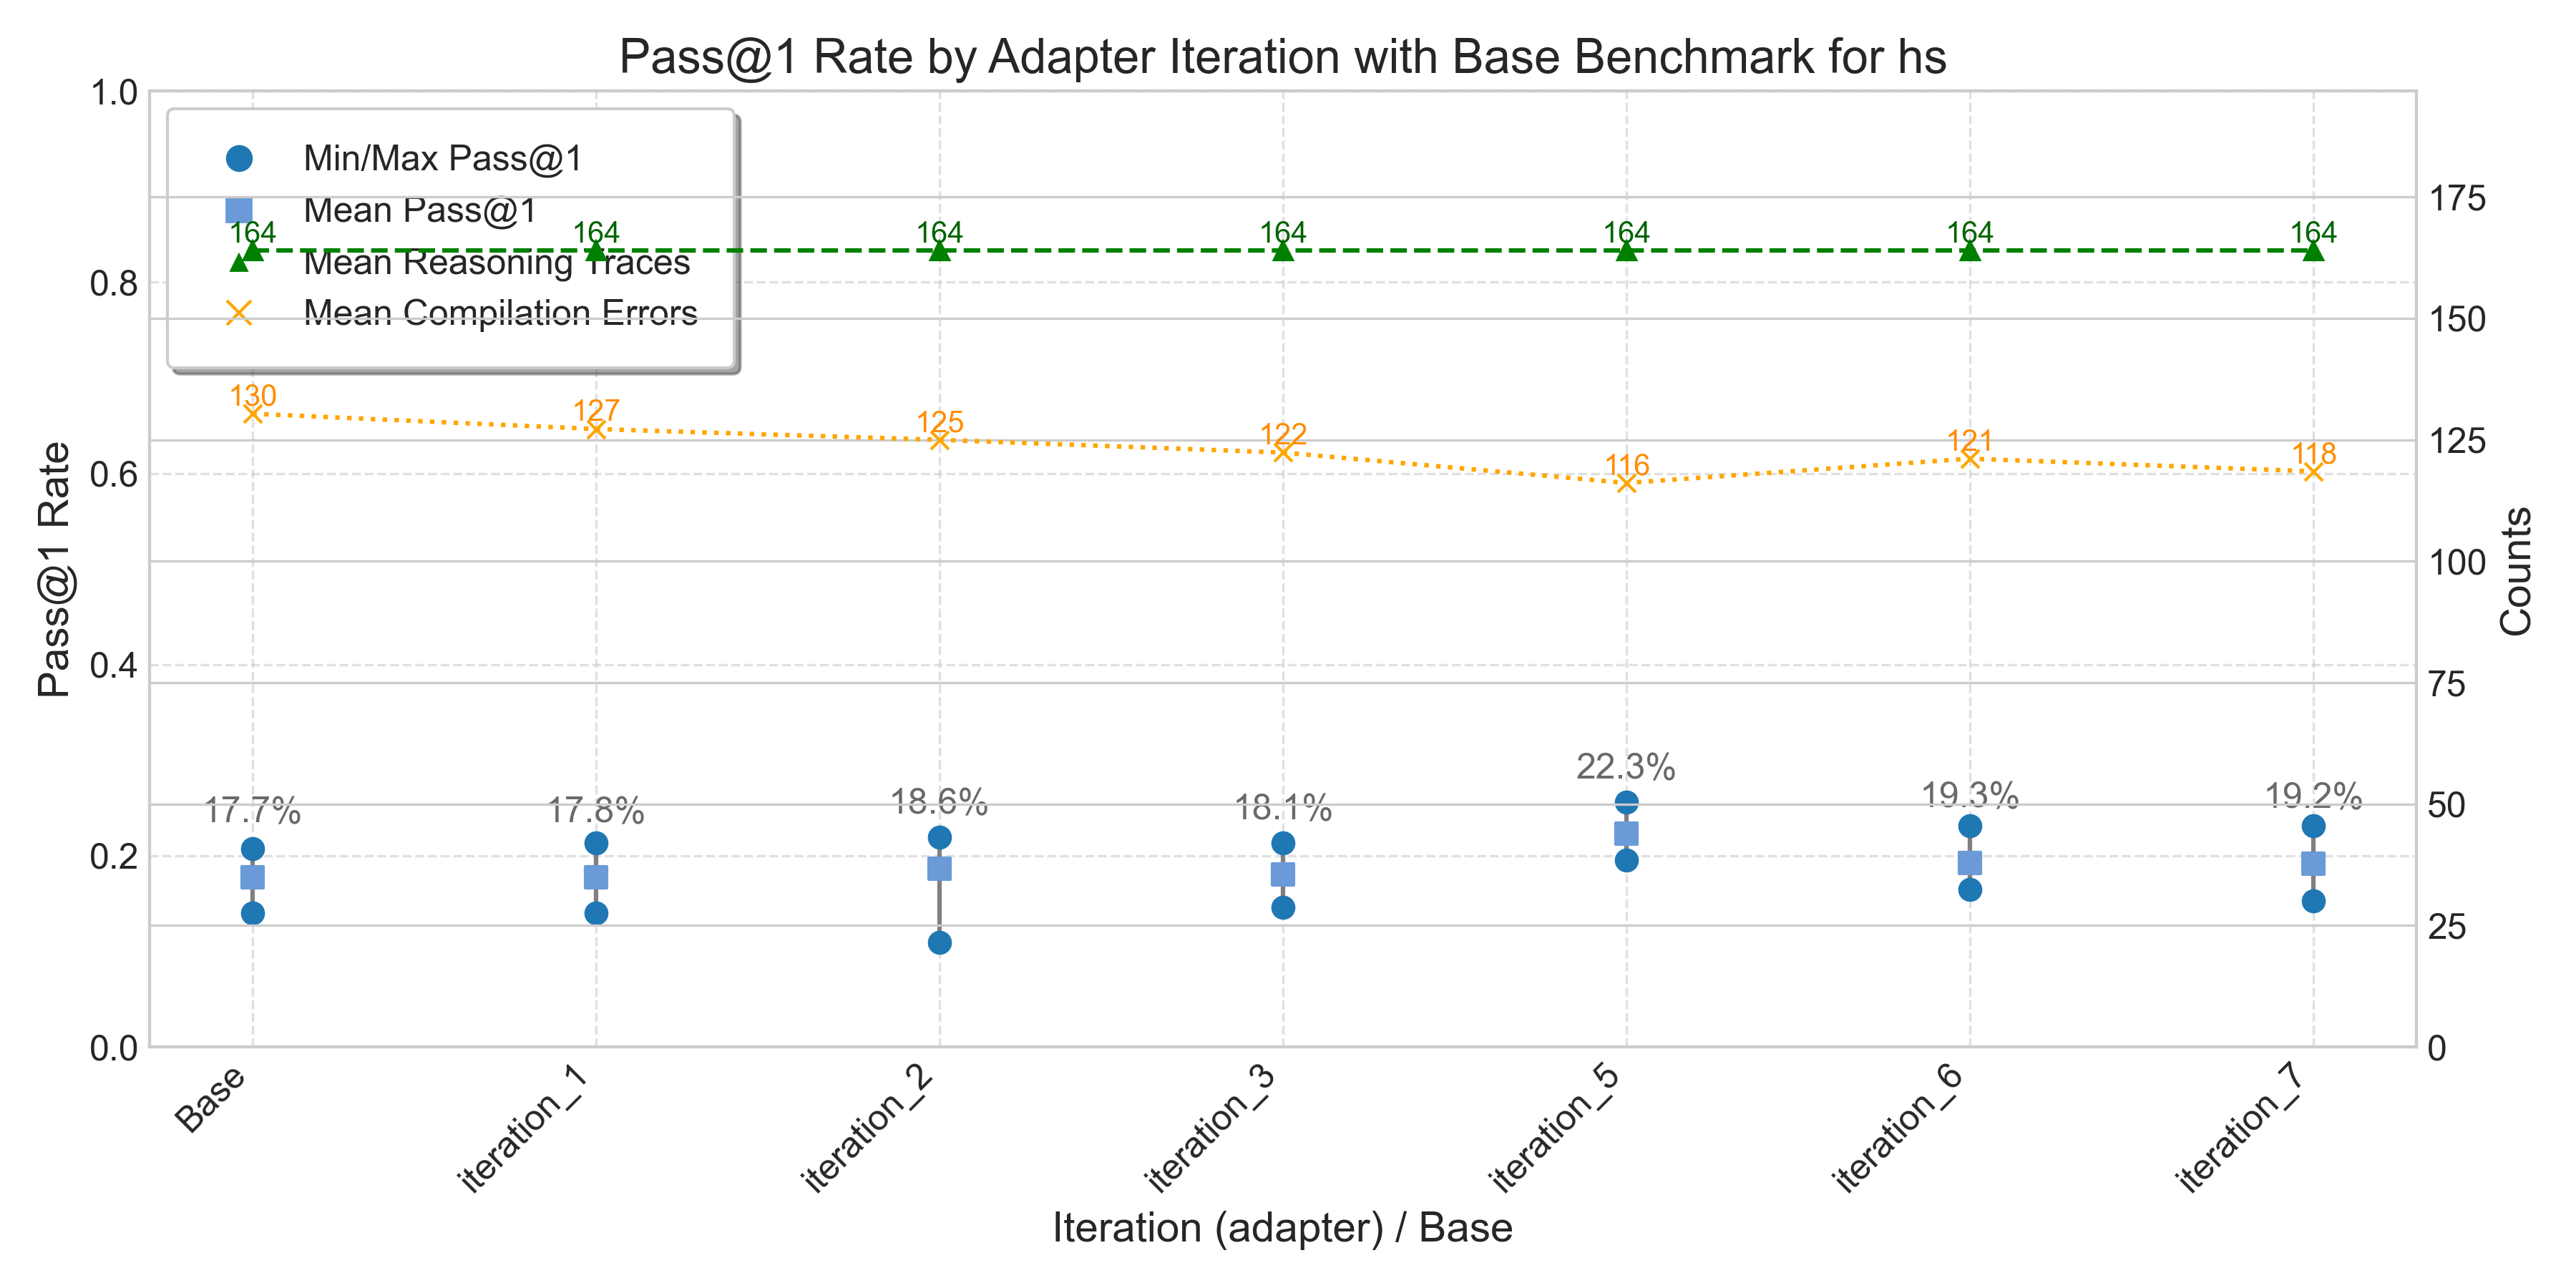 Pass@1 Rate by Adapter Iteration with Base Benchmark for hs
Pass@1 Rate
1.0
0.8
0.6
0.4
0.2
0.0
Min/Max Pass@1
Mean Pass@1
Mean Reasoning Traces
Mean Compilation Errors
164 164 164 164 164 164 164
130 127 125 122 116 121 118
17.7% 17.8% 18.6% 18.1% 22.3% 19.3% 19.2%
175
150
125
100
75
50
25
0
Counts
Base iteration_1 iteration_2 iteration_3 iteration_5 iteration_6 iteration_7
Iteration (adapter) / Base